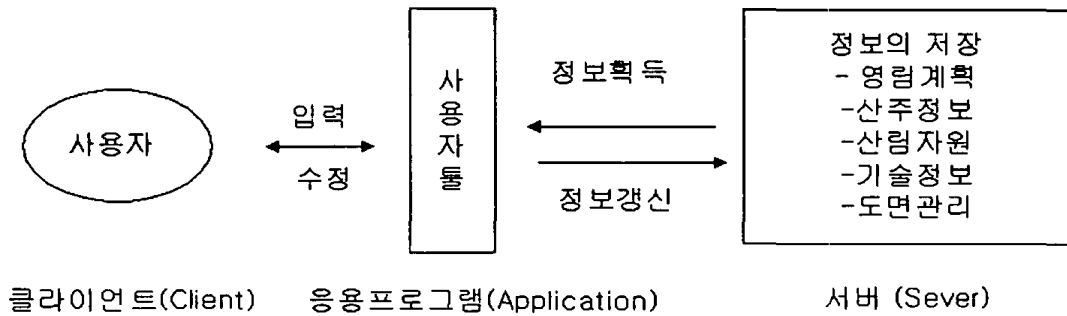 사용자
입력
수정
사용자툴
정보획득
정보갱신
정보의 저장
- 영림계획
-산주정보
-산림자원
-기술정보
-도면관리
클라이언트(Client)
응용프로그램(Application)
서버 (Sever)